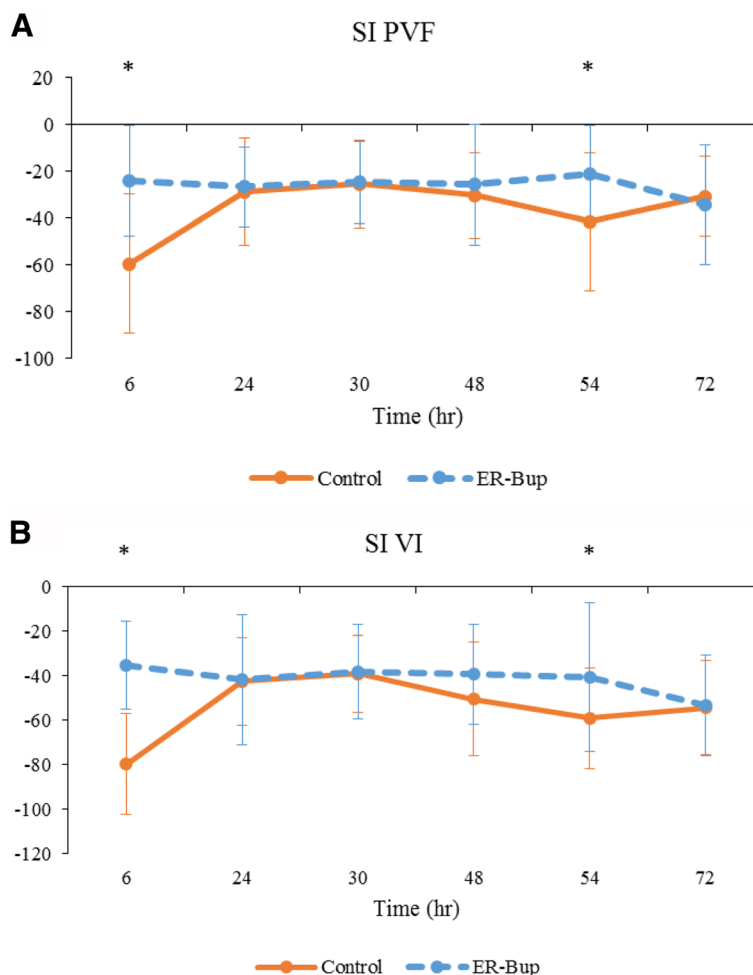 A
SI PVF
* *
20
0
-20
-40
-60
-80
-100
6 24 30 48 54 72
Time (hr)
Control ER-Bup
B
SI VI
* *
0
-20
-40
-60
-80
-100
-120
6 24 30 48 54 72
Time (hr)
Control ER-Bup